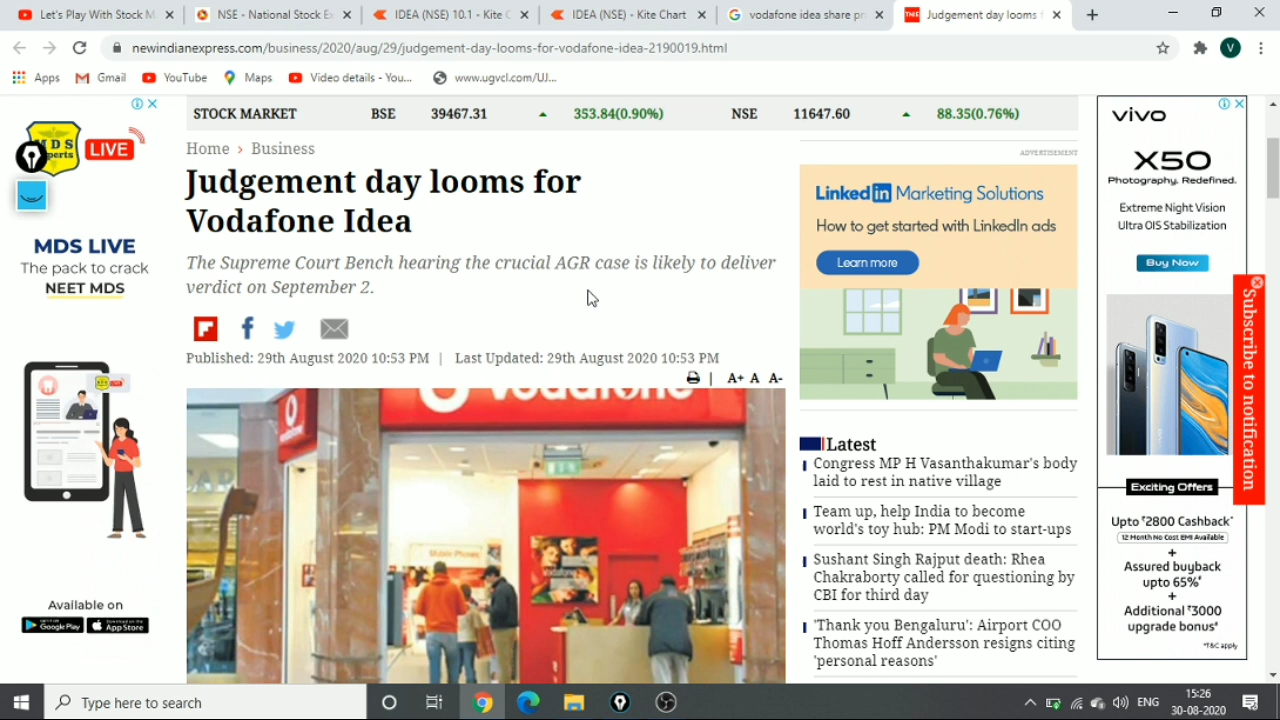 Let's Play With Stock M
NSE - National Stock E
IDEA (NSE) 10.1 - Kite C
IDEA (NSE) - Kite Chart
vodafone idea share pr
TNIE
Judgement day looms f
newindianexpress.com/business/2020/aug/29/judgement-day-looms-for-vodafone-idea-2190019.html
V
Apps
Gmail
YouTube
Maps
Video details - You...
www.ugvcl.com/UJ...
STOCK MARKET BSE 39467.31 353.84(0.90%) NSE 11647.60 88.35(0.76%)
Home > Business
Judgement day looms for
Vodafone Idea
The Supreme Court Bench hearing the crucial AGR case is likely to deliver
verdict on September 2.
Published: 29th August 2020 10:53 PM | Last Updated: 29th August 2020 10:53 PM
A+ A A-
MDS
LIVE
MDS LIVE
The pack to crack
NEET MDS
Available on
Google Play
App Store
ADVERTISEMENT
LinkedIn Marketing Solutions
How to get started with LinkedIn ads
Learn more
Latest
Congress MP H Vasanthakumar's body
laid to rest in native village
Team up, help India to become
world's toy hub: PM Modi to start-ups
Sushant Singh Rajput death: Rhea
Chakraborty called for questioning by
CBI for third day
'Thank you Bengaluru': Airport COO
Thomas Hoff Andersson resigns citing
'personal reasons'
vivo
X50
Photography. Redefined.
Extreme Night Vision
Ultra OIS Stabilization
Buy Now
Subscribe to notification
Exciting Offers
Upto ₹2800 Cashback*
12 Month No Cost EMI Available
+
Assured buyback
upto 65%*
+
Additional ₹3000
upgrade bonus*
*T&C apply
Type here to search
ENG
15:26
30-08-2020